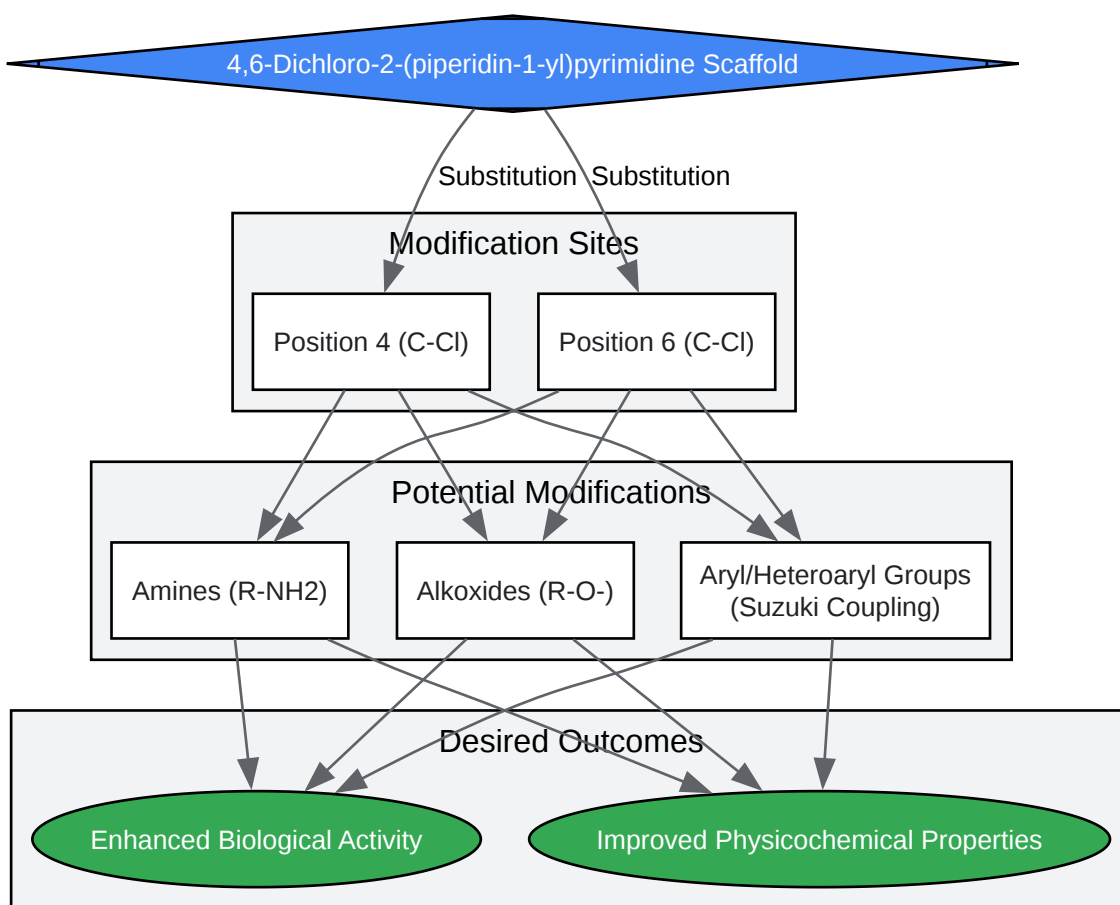 4,6-Dichloro-2-(piperidin-1-yl)pyrimidine Scaffold
Substitution
Substitution
Modification Sites
Position 4 (C-Cl)
Position 6 (C-Cl)
Potential Modifications
Amines (R-NH2)
Alkoxides (R-O-)
Aryl/Heteroaryl Groups
(Suzuki Coupling)
Desired Outcomes
Enhanced Biological Activity
Improved Physicochemical Properties